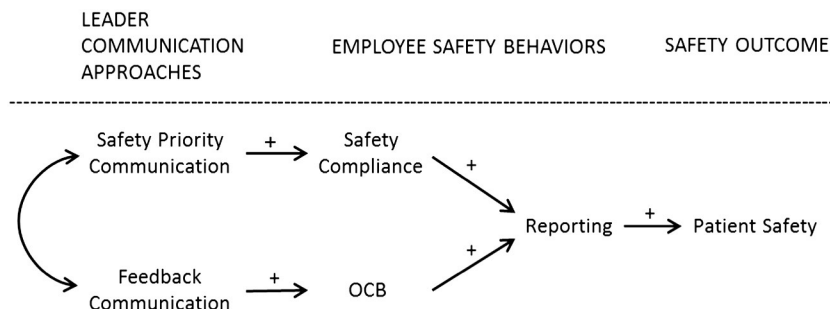 LEADER
COMMUNICATION
APPROACHES
EMPLOYEE SAFETY BEHAVIORS
SAFETY OUTCOME
Safety Priority
Communication
+
Safety
Compliance
+
Reporting
+
Patient Safety
Feedback
Communication
+
OCB
+